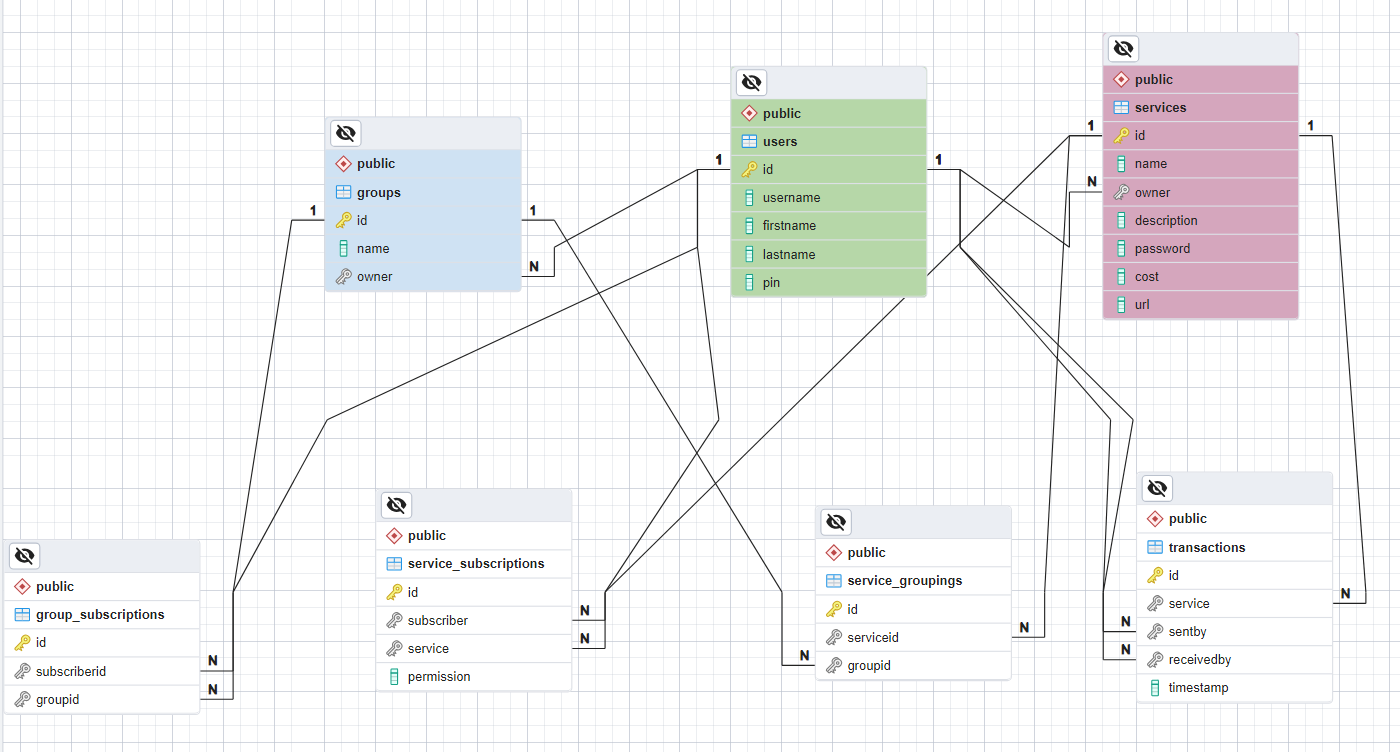 public
groups
id
name
owner
1
1
N
public
users
id
username
firstname
lastname
pin
1
1
public
services
id
name
owner
description
password
cost
url
1
N
1
public
group_subscriptions
id
subscriberid
groupid
N
N
public
service_subscriptions
id
subscriber
service
permission
N
N
public
service_groupings
id
serviceid
groupid
N
N
public
transactions
id
service
sentby
receivedby
timestamp
N
N
N